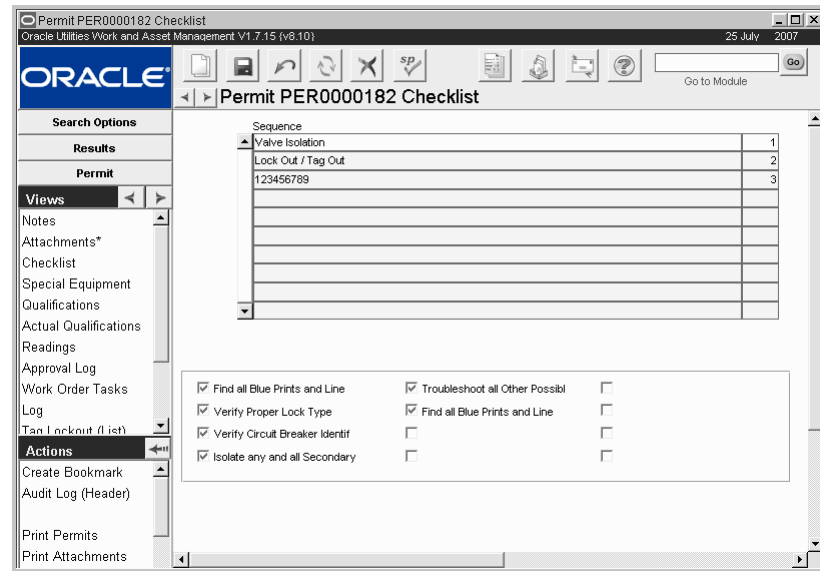 Permit PER0000182 Checklist
Oracle Utilities Work and Asset Management V1.7.15 {v8.10}
25 July 2007
ORACLE
sp
Go
Go to Module
Permit PER0000182 Checklist
Search Options
Results
Permit
Views
Notes
Attachments*
Checklist
Special Equipment
Qualifications
Actual Qualifications
Readings
Approval Log
Work Order Tasks
Log
Tag Lockout (List)
Actions
Create Bookmark
Audit Log (Header)
Print Permits
Print Attachments
Sequence
Valve Isolation 1
Lock Out / Tag Out 2
123456789 3
Find all Blue Prints and Line
Troubleshoot all Other Possibl
Verify Proper Lock Type
Find all Blue Prints and Line
Verify Circuit Breaker Identif
Isolate any and all Secondary